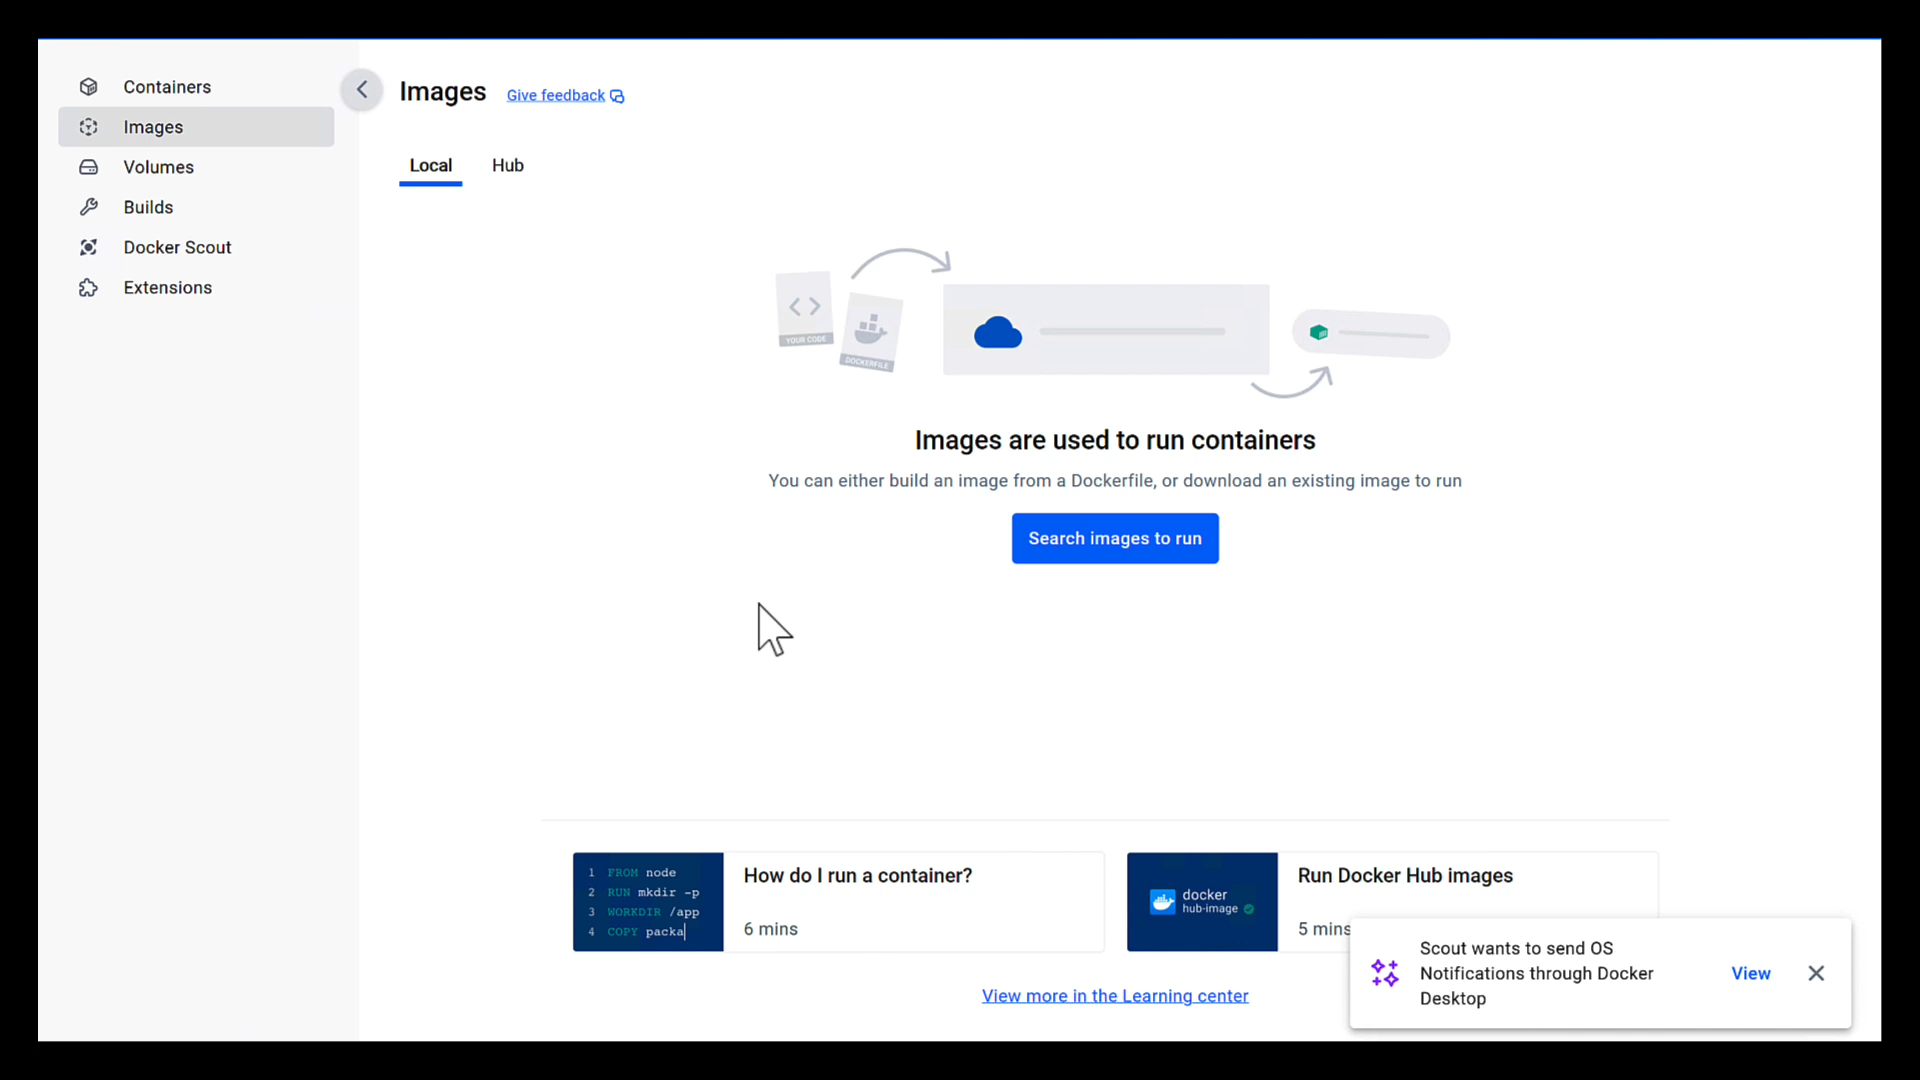 Containers
Images
Volumes
Builds
Docker Scout
Extensions
Images
Give feedback
Local
Hub
YOUR CODE
DOCKERFILE
Images are used to run containers
You can either build an image from a Dockerfile, or download an existing image to run
Search images to run
1 FROM node
2 RUN mkdir -p
3 WORKDIR /app
4 COPY packa
How do I run a container?
6 mins
docker
hub-image
Run Docker Hub images
5 mins
View more in the Learning center
Scout wants to send OS
Notifications through Docker
Desktop
View